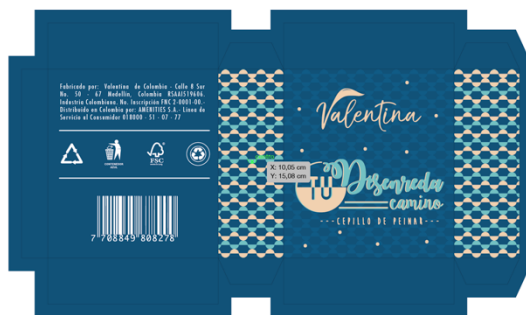 Fabricado por: Valentina de Colombia - Calle 8 Sur
No. 50 - 67 Medellín, Colombia RSAA1519606.
Industria Colombiana. No. Inscripción FNC 2-0001-00.-
Distribuido en Colombia por: AMENITIES S.A.- Línea de
Servicio al Consumidor 018000 - 51 - 07 - 77
FSC
7 708849 808278
Valentina
X: 10,05 cm
Y: 15,08 cm
TU Desenreda
camino
---CEPILLO DE PEINAR---